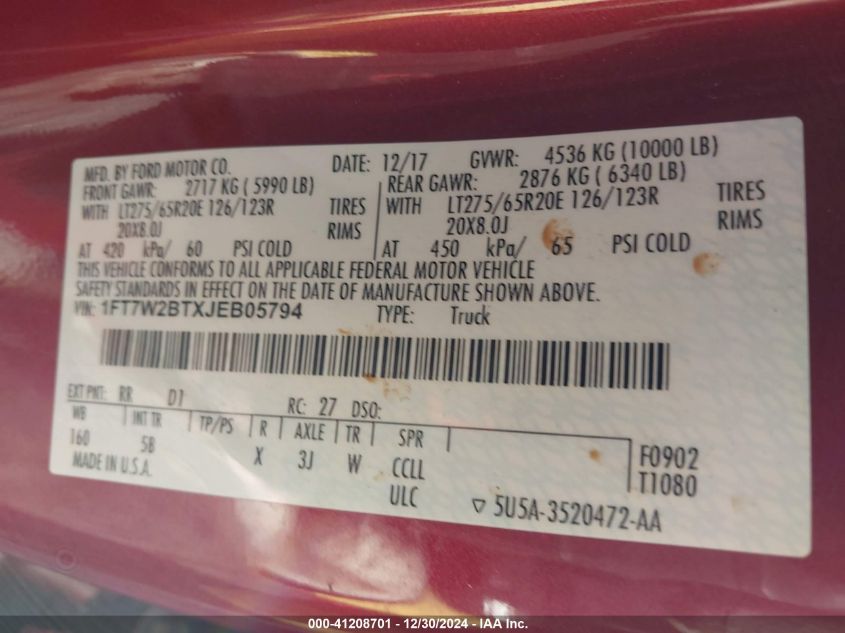 MFD. BY FORD MOTOR CO. DATE: 12/17 GVWR: 4536 KG (10000 LB)
FRONT GAWR: 2717 KG ( 5990 LB) REAR GAWR: 2876 KG ( 6340 LB)
WITH LT275/65R20E 126/123R TIRES WITH LT275/65R20E 126/123R TIRES
20X8.0J RIMS 20X8.0J RIMS
AT 420 kPa/ 60 PSI COLD AT 450 kPa/ 65 PSI COLD
THIS VEHICLE CONFORMS TO ALL APPLICABLE FEDERAL MOTOR VEHICLE
SAFETY STANDARDS IN EFFECT ON THE DATE OF MANUFACTURE SHOWN ABOVE.
VIN: 1FT7W2BTXJEB05794 TYPE: Truck
EXT PNT: RR D1 RC: 27 DSO:
WB INT TR TP/PS R AXLE TR SPR
160 5B X 3J W CCLL F0902
MADE IN U.S.A. ULC T1080
5U5A-3520472-AA
000-41208701 - 12/30/2024 - IAA Inc.